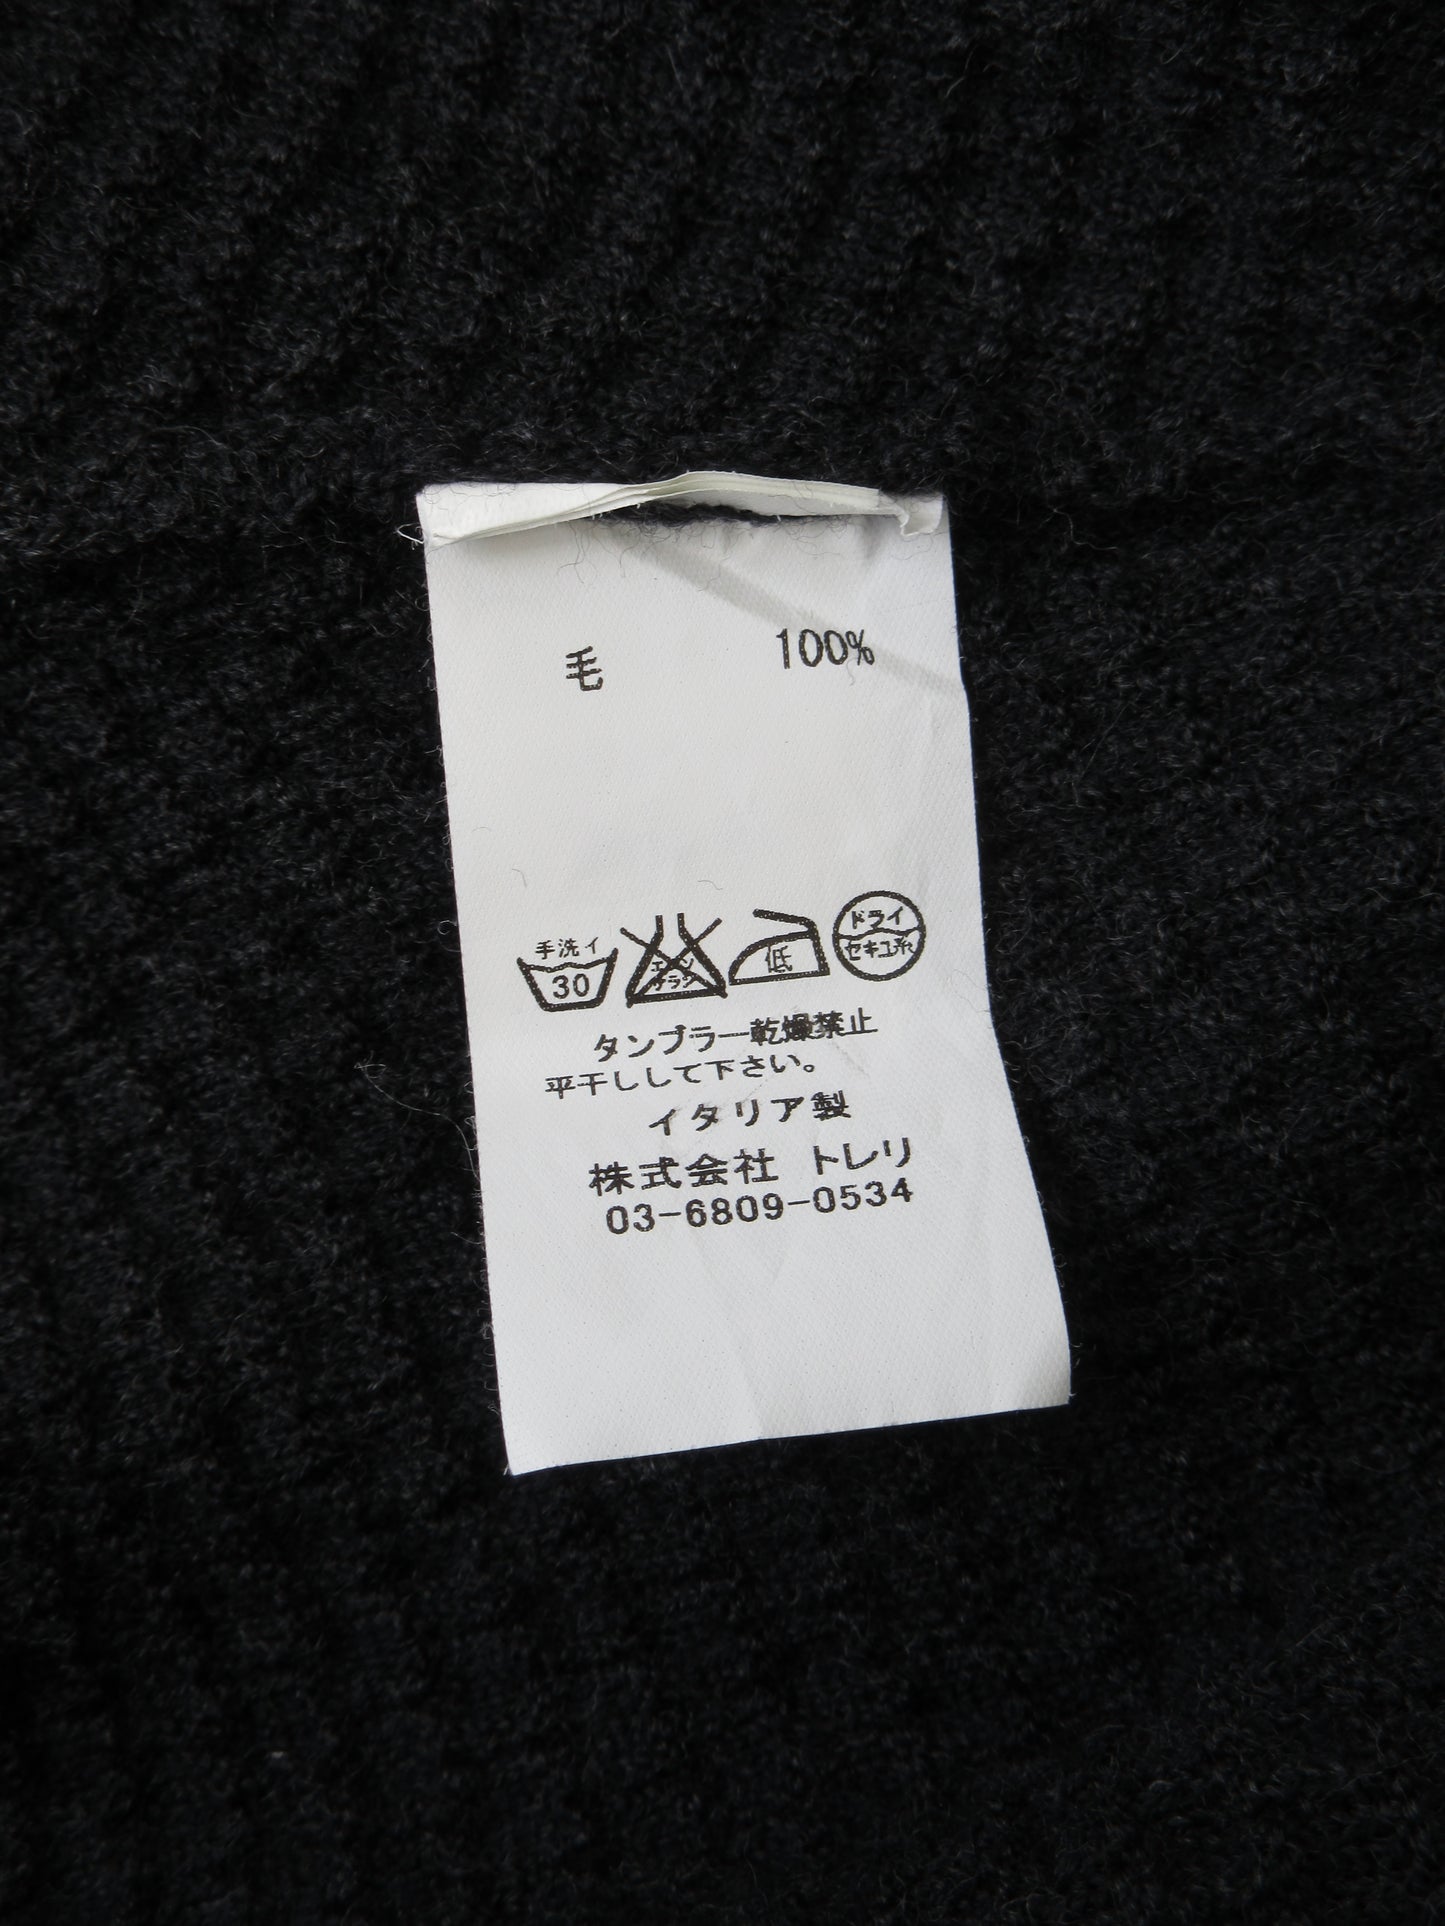 毛 100%
手洗イ
30
エンソ
サラシ
低
ドライ
セキユ系
タンブラー乾燥禁止
平干ししして下さい。
イタリア製
株式会社 トレリ
03-6809-0534